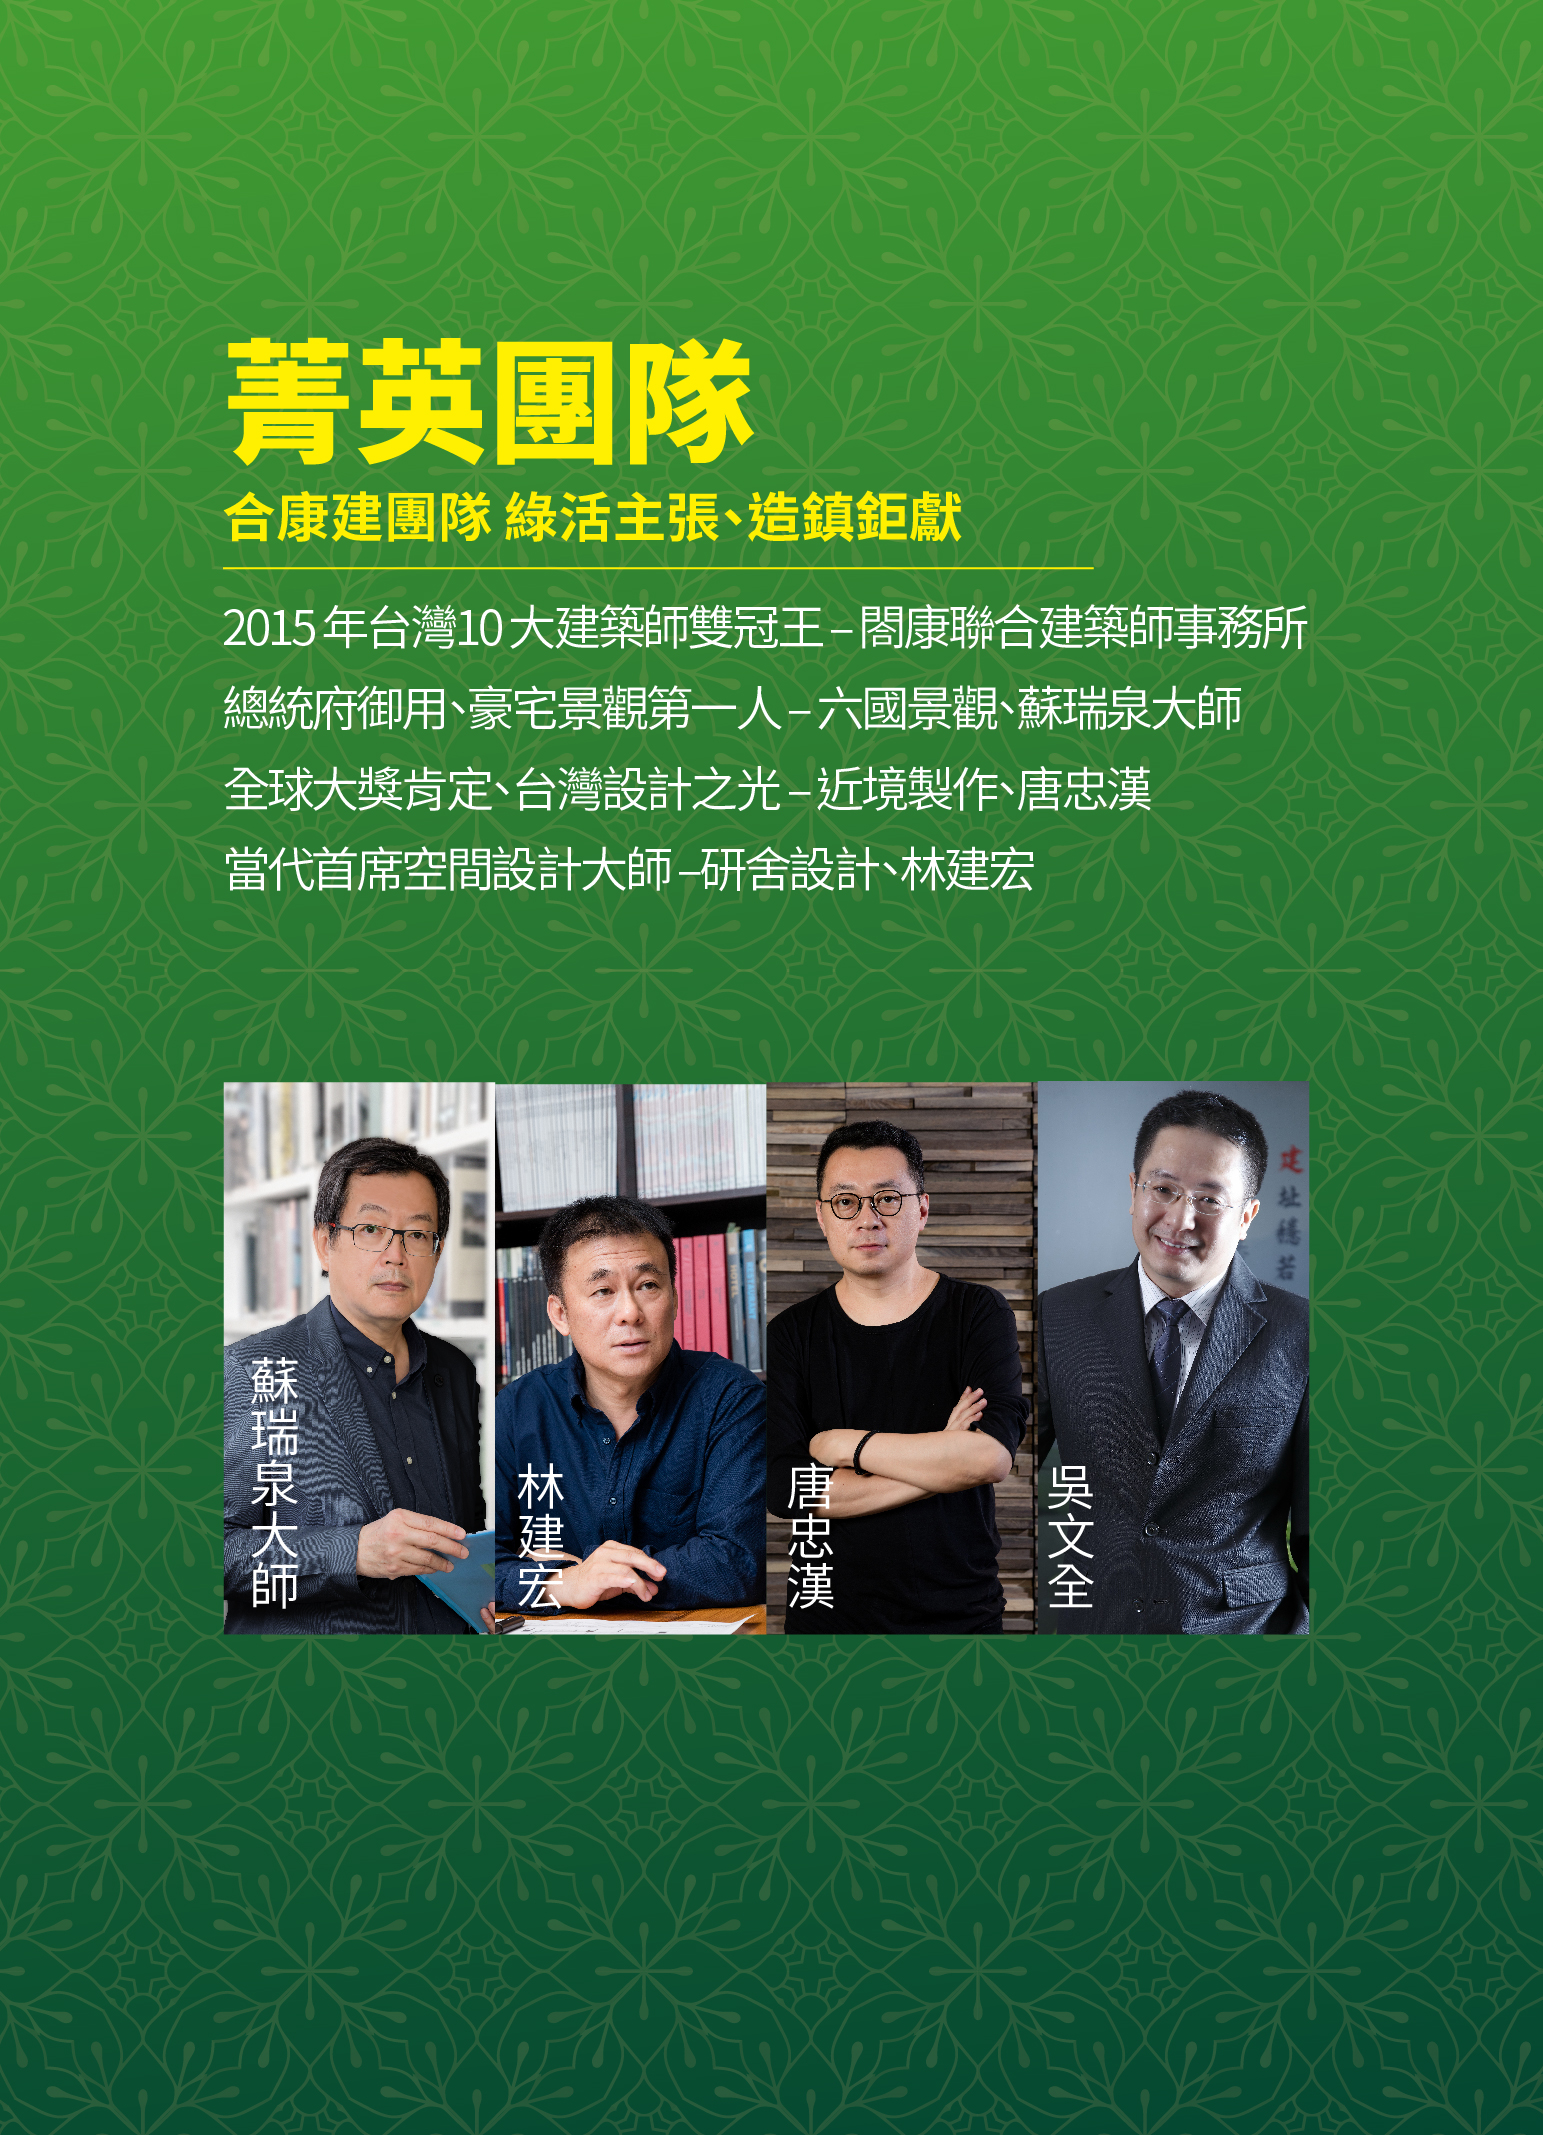 菁英團隊
合康建團隊 綠活主張、造鎮鉅獻
2015 年台灣10 大建築師雙冠王 – 閤康聯合建築師事務所
總統府御用、豪宅景觀第一人 – 六國景觀、蘇瑞泉大師
全球大獎肯定、台灣設計之光 – 近境製作、唐忠漢
當代首席空間設計大師 –研舍設計、林建宏
蘇瑞泉大師
林建宏
唐忠漢
吳文全
建
址
穩
若